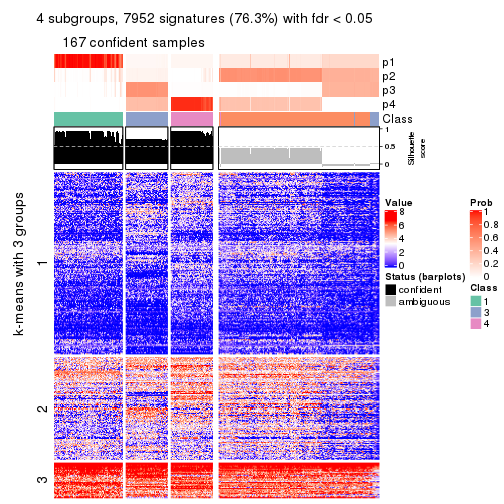 4 subgroups, 7952 signatures (76.3%) with fdr < 0.05
167 confident samples
p1
p2
p3
p4
Class
1
0.5
0
Silhouette
score
k-means with 3 groups
1
2
3
Value
8
6
4
2
0
Status (barplots)
confident
ambiguous
Prob
1
0.8
0.6
0.4
0.2
0
Class
1
3
4